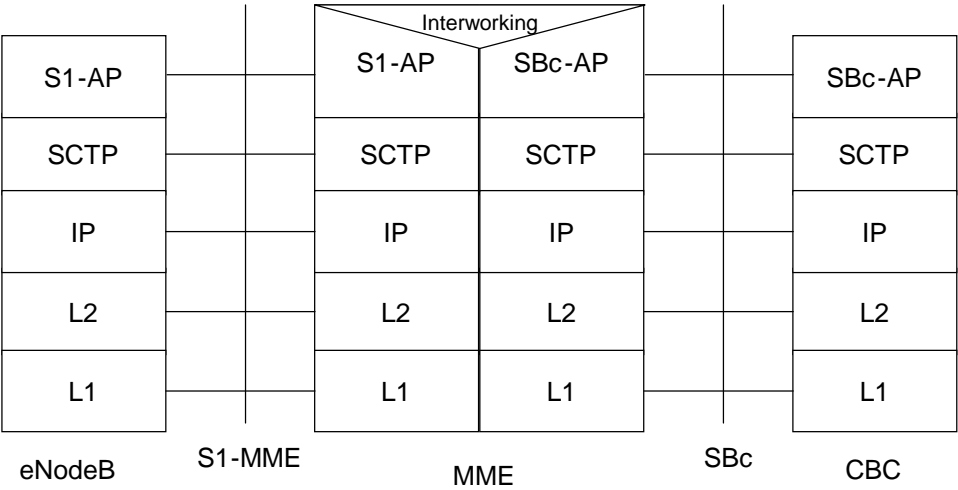 Interworking
S1-AP S1-AP SBc-AP SBc-AP
SCTP SCTP SCTP SCTP
IP IP IP IP
L2 L2 L2 L2
L1 L1 L1 L1
eNodeB S1-MME MME SBc CBC